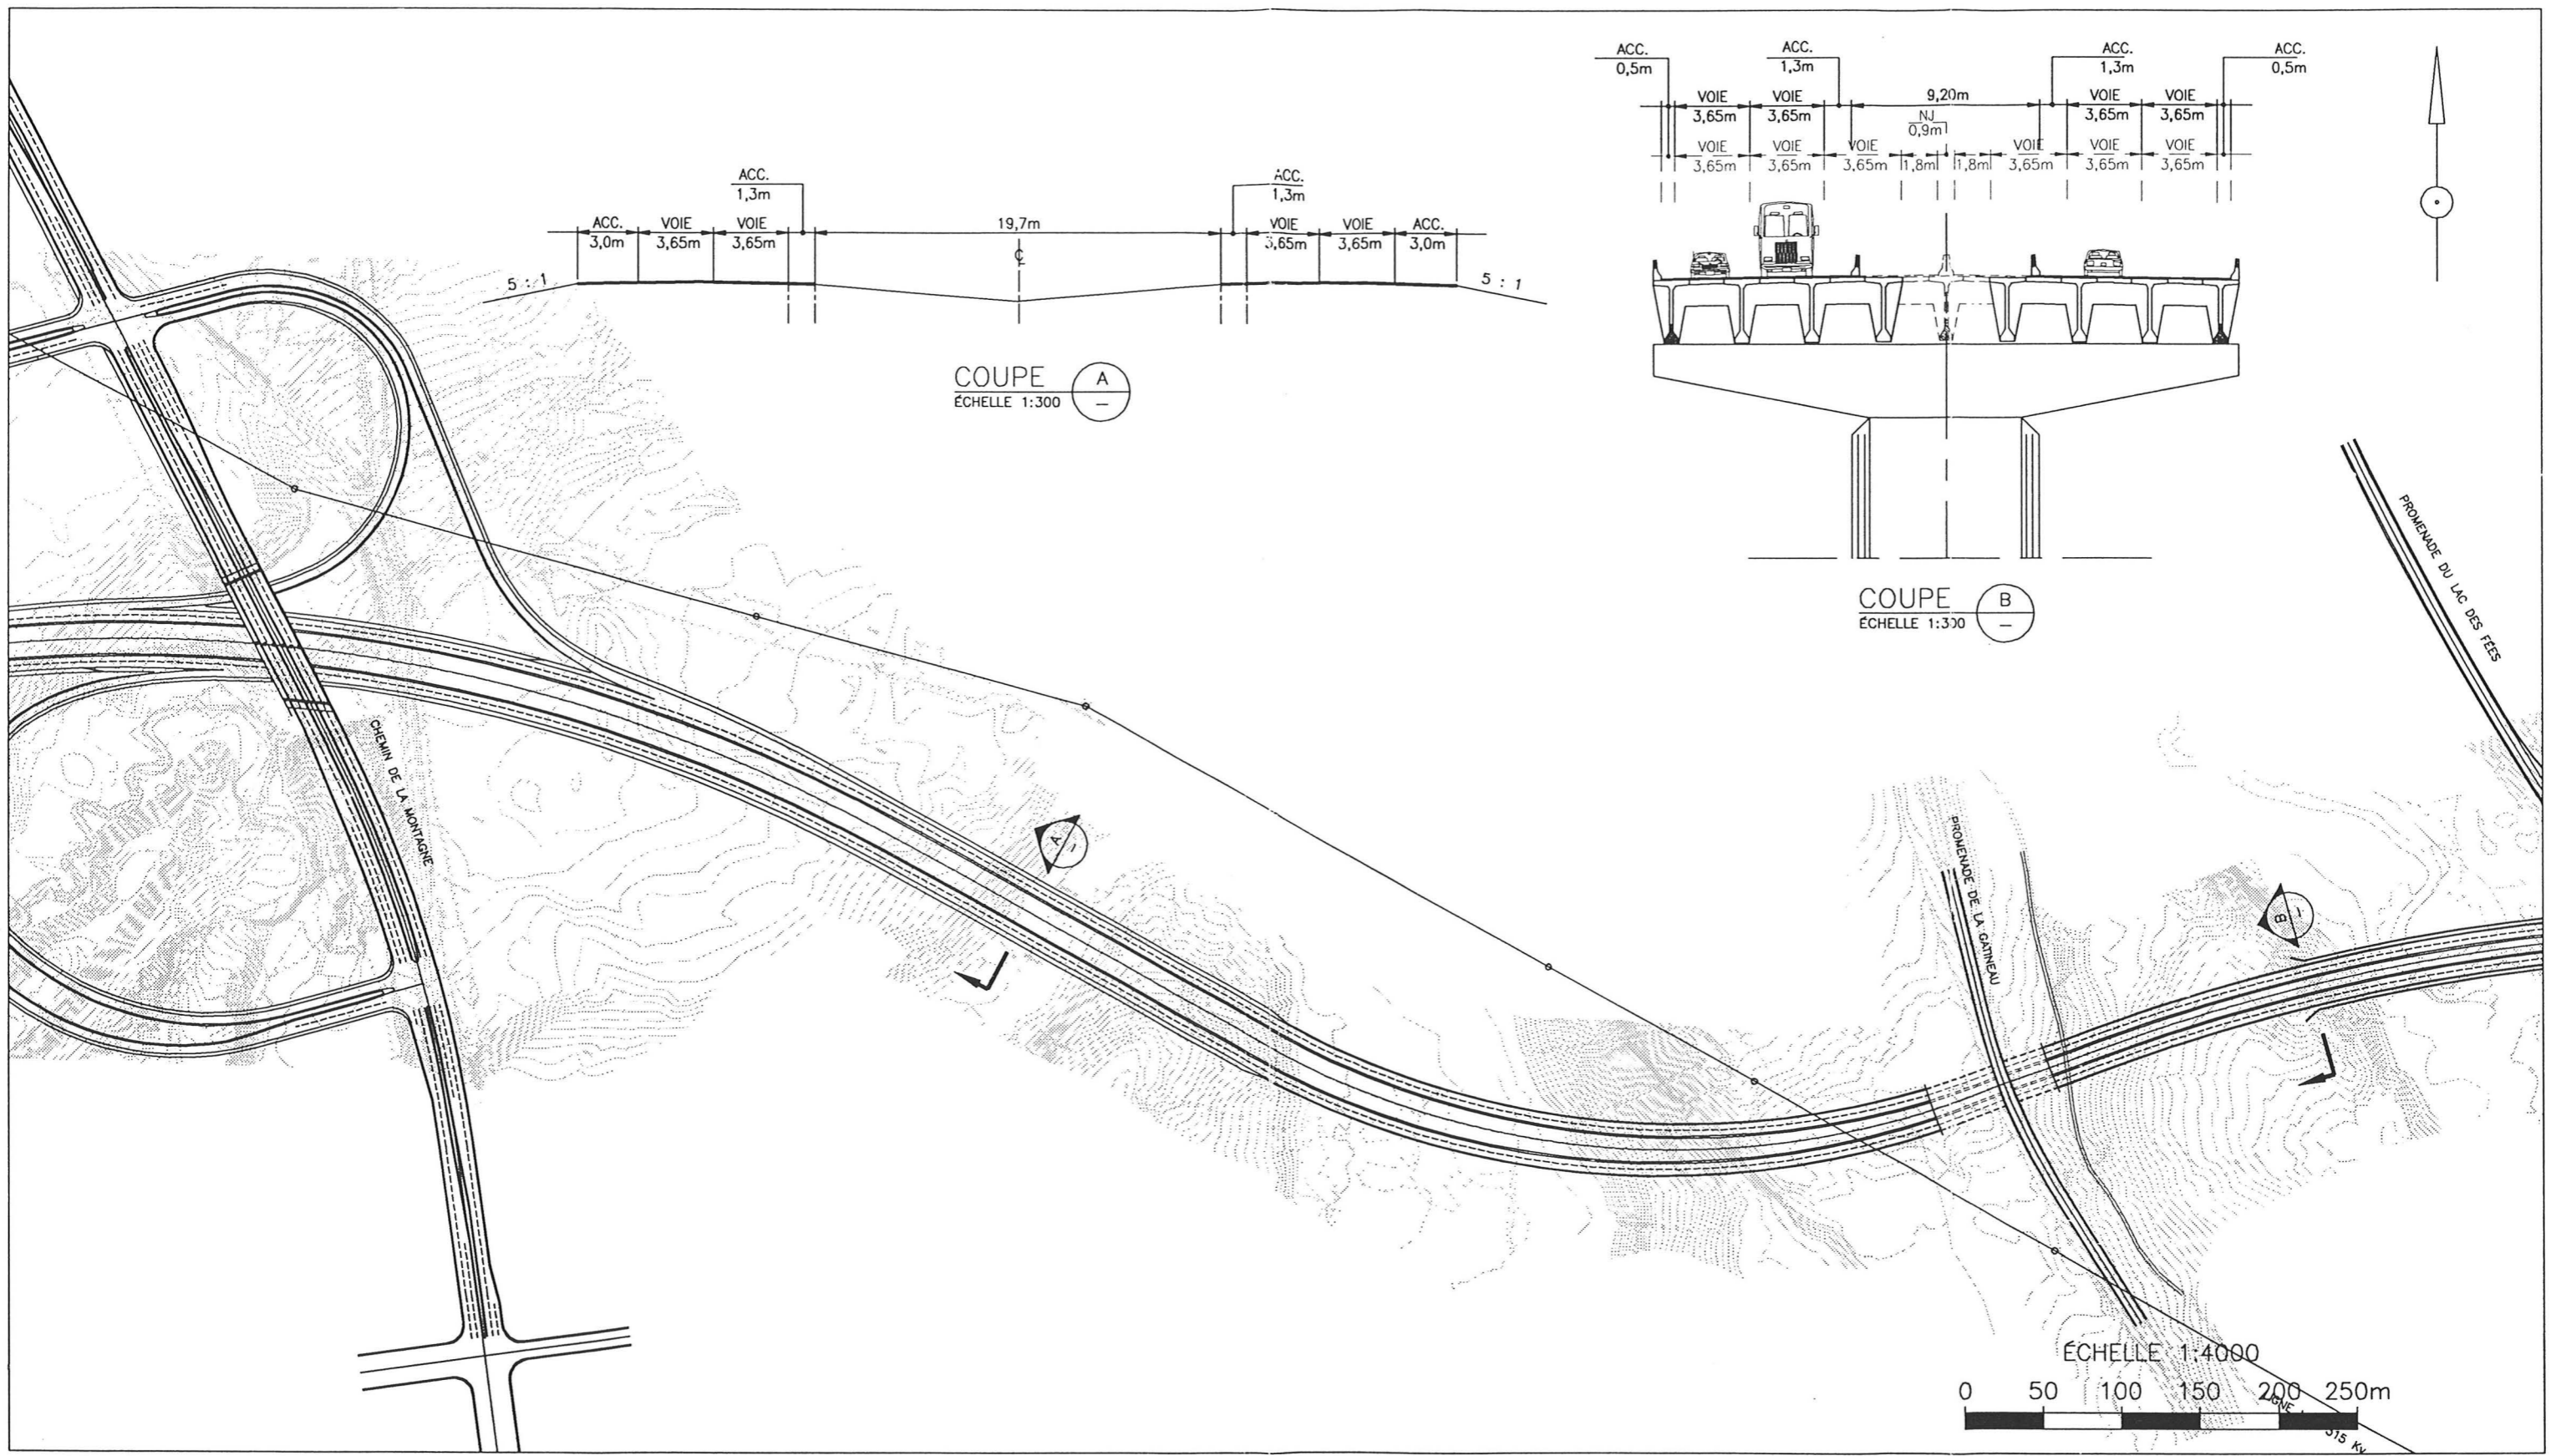 ACC.
1,3m
ACC.
1,3m
ACC.
3,0m
VOIE
3,65m
VOIE
3,65m
19,7m
VOIE
3,65m
VOIE
3,65m
ACC.
3,0m
5 : 1
5 : 1
COUPE
ÉCHELLE 1:300
A
–
ACC.
0,5m
ACC.
1,3m
ACC.
1,3m
ACC.
0,5m
VOIE
3,65m
VOIE
3,65m
9,20m
VOIE
3,65m
VOIE
3,65m
NJ
0,9m
VOIE
3,65m
VOIE
3,65m
VOIE
3,65m
1,8m
1,8m
VOIE
3,65m
VOIE
3,65m
VOIE
3,65m
COUPE
ÉCHELLE 1:300
B
–
PROMENADE DU LAC DES FÉES
CHEMIN DE LA MONTAGNE
A
–
PROMENADE DE LA GATINEAU
B
–
ÉCHELLE 1:4000
0 50 100 150 200 250m
LIGNE
315 Kv